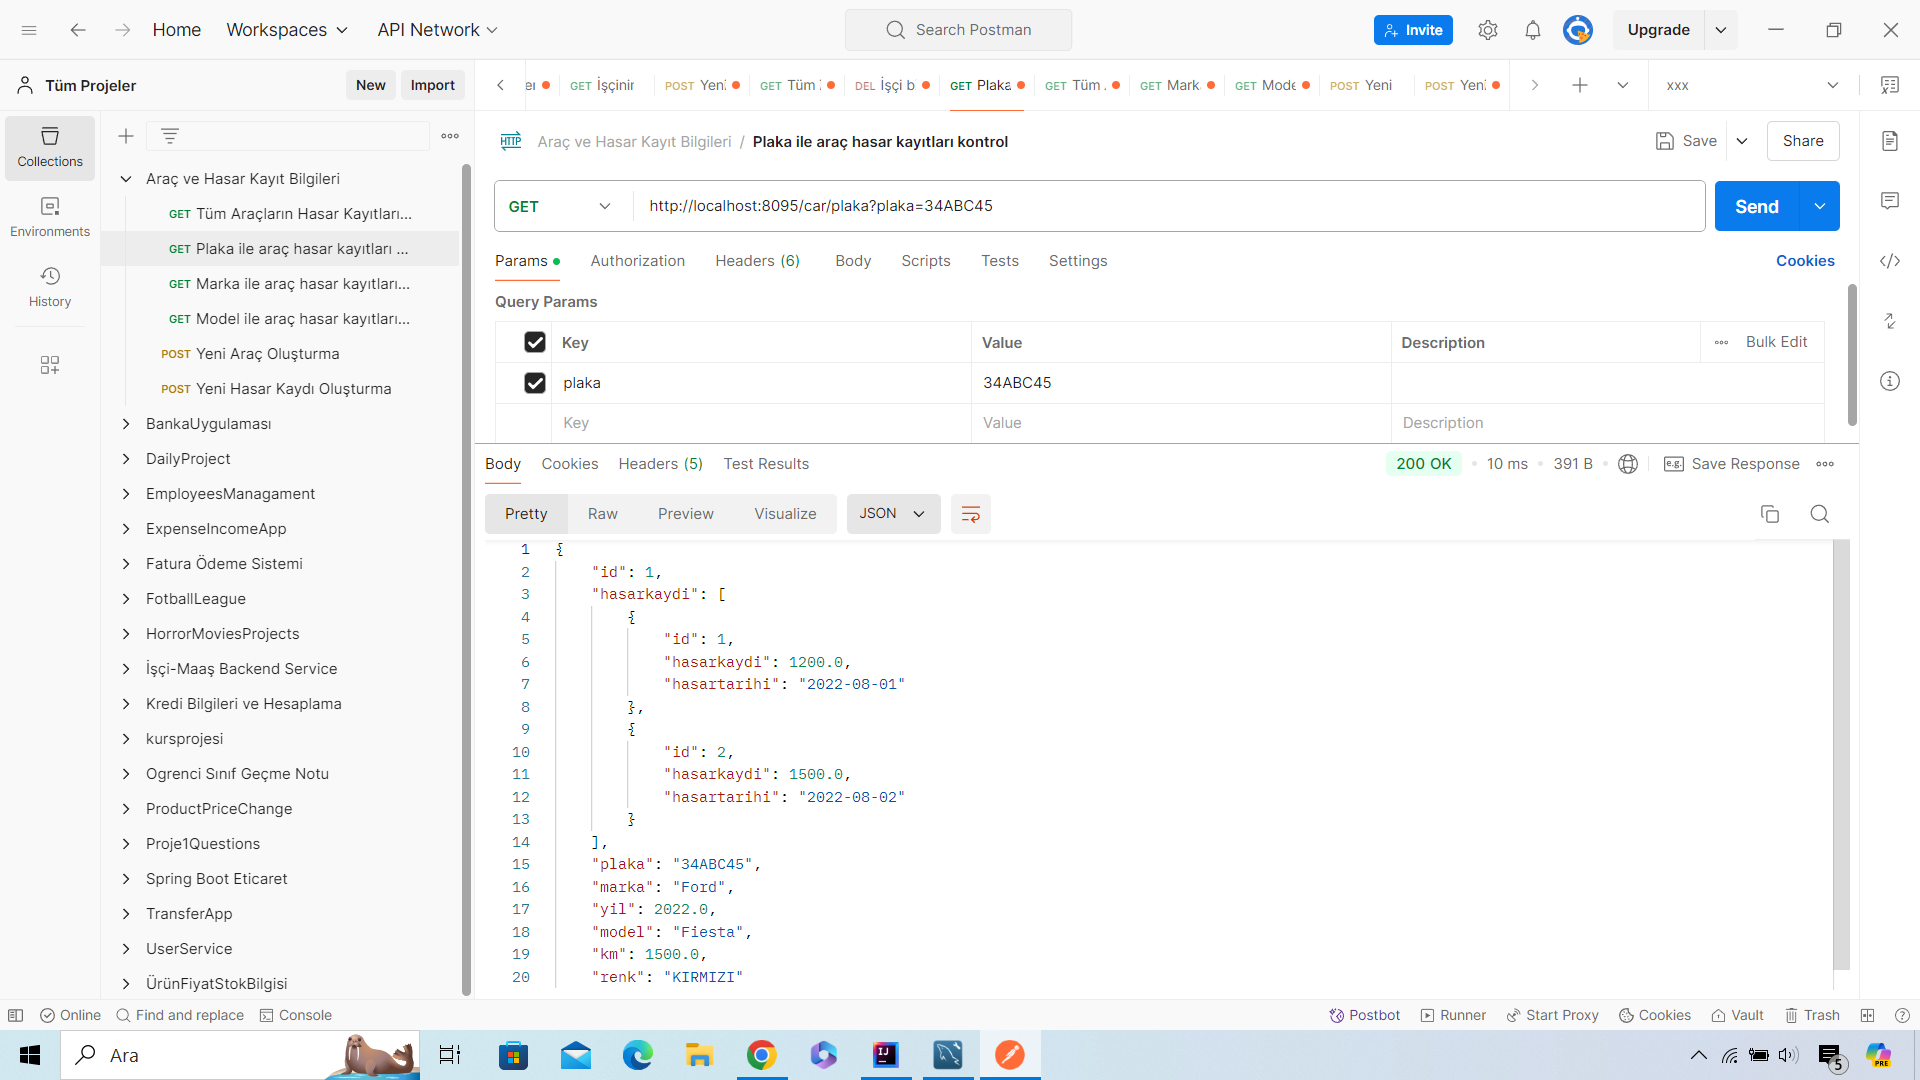 Home
Workspaces
API Network
Search Postman
Invite
Upgrade
Tüm Projeler
New
Import
GET İşçinir
POST Yeni
GET Tüm
DEL İşçi b
GET Plaka
GET Tüm
GET Mark
GET Mode
POST Yeni
POST Yeni
xxx
Collections
Environments
History
Araç ve Hasar Kayıt Bilgileri
GET Tüm Araçların Hasar Kayıtları...
GET Plaka ile araç hasar kayıtları ...
GET Marka ile araç hasar kayıtları...
GET Model ile araç hasar kayıtları...
POST Yeni Araç Oluşturma
POST Yeni Hasar Kaydı Oluşturma
BankaUygulaması
DailyProject
EmployeesManagament
ExpenseIncomeApp
Fatura Ödeme Sistemi
FotballLeague
HorrorMoviesProjects
İşçi-Maaş Backend Service
Kredi Bilgileri ve Hesaplama
kursprojesi
Ogrenci Sınıf Geçme Notu
ProductPriceChange
Proje1Questions
Spring Boot Eticaret
TransferApp
UserService
ÜrünFiyatStokBilgisi
HTTP
Araç ve Hasar Kayıt Bilgileri / Plaka ile araç hasar kayıtları kontrol
Save
Share
GET
http://localhost:8095/car/plaka?plaka=34ABC45
Send
Params
Authorization
Headers (6)
Body
Scripts
Tests
Settings
Cookies
Query Params
Key
Value
Description
Bulk Edit
plaka
34ABC45
Key
Value
Description
Body
Cookies
Headers (5)
Test Results
200 OK
10 ms
391 B
e.g.
Save Response
Pretty
Raw
Preview
Visualize
JSON
1 {
2 "id": 1,
3 "hasarkaydi": [
4 {
5 "id": 1,
6 "hasarkaydi": 1200.0,
7 "hasartarihi": "2022-08-01"
8 },
9 {
10 "id": 2,
11 "hasarkaydi": 1500.0,
12 "hasartarihi": "2022-08-02"
13 }
14 ],
15 "plaka": "34ABC45",
16 "marka": "Ford",
17 "yil": 2022.0,
18 "model": "Fiesta",
19 "km": 1500.0,
20 "renk": "KIRMIZI"
Online
Find and replace
Console
Postbot
Runner
Start Proxy
Cookies
Vault
Trash
Ara
IJ
5
PRE